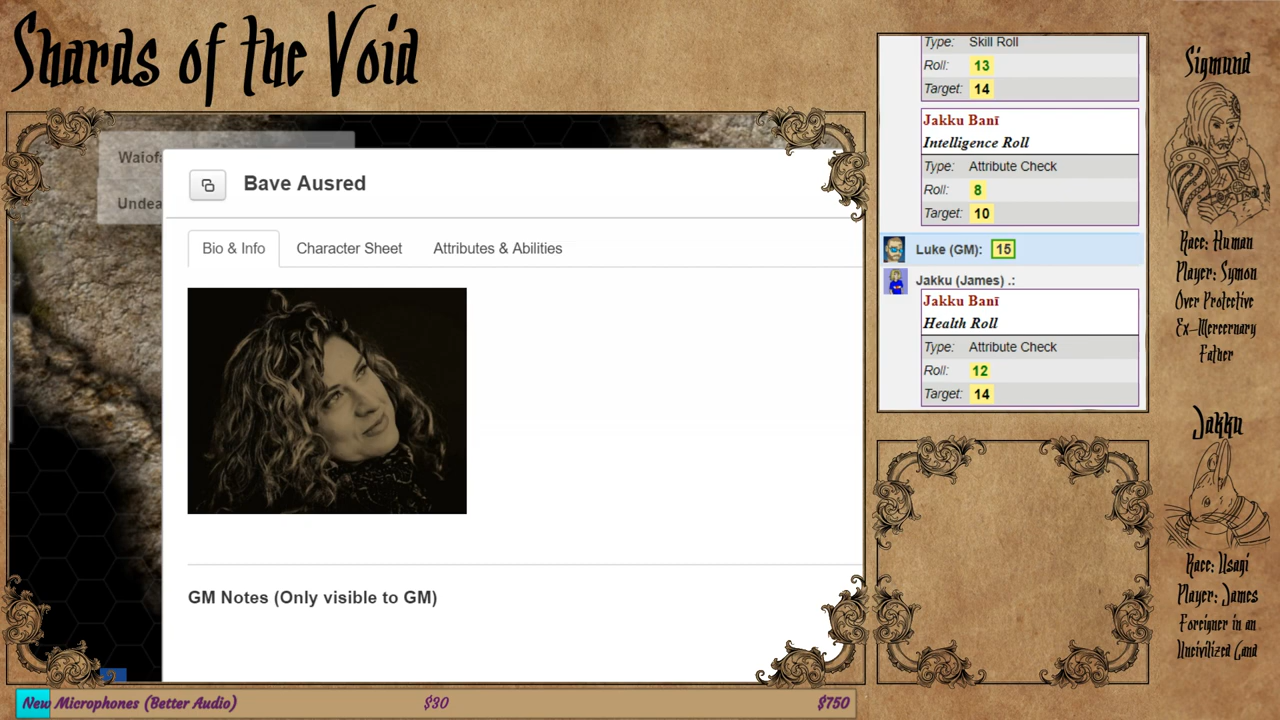 Shards of the Void
Waiofa
Undea
Bave Ausred
Bio & Info
Character Sheet
Attributes & Abilities
GM Notes (Only visible to GM)
New Microphones (Better Audio)
$30
$750
Type: Skill Roll
Roll: 13
Target: 14
Jakku Banī
Intelligence Roll
Type: Attribute Check
Roll: 8
Target: 10
Luke (GM): 15
Jakku (James) .:
Jakku Banī
Health Roll
Type: Attribute Check
Roll: 12
Target: 14
Sigmund
Race: Human
Player: Symon
Over Protective
Ex-Mercernary
Father
Jakku
Race: Usagi
Player: James
Foreigner in an
Uncivilized Land